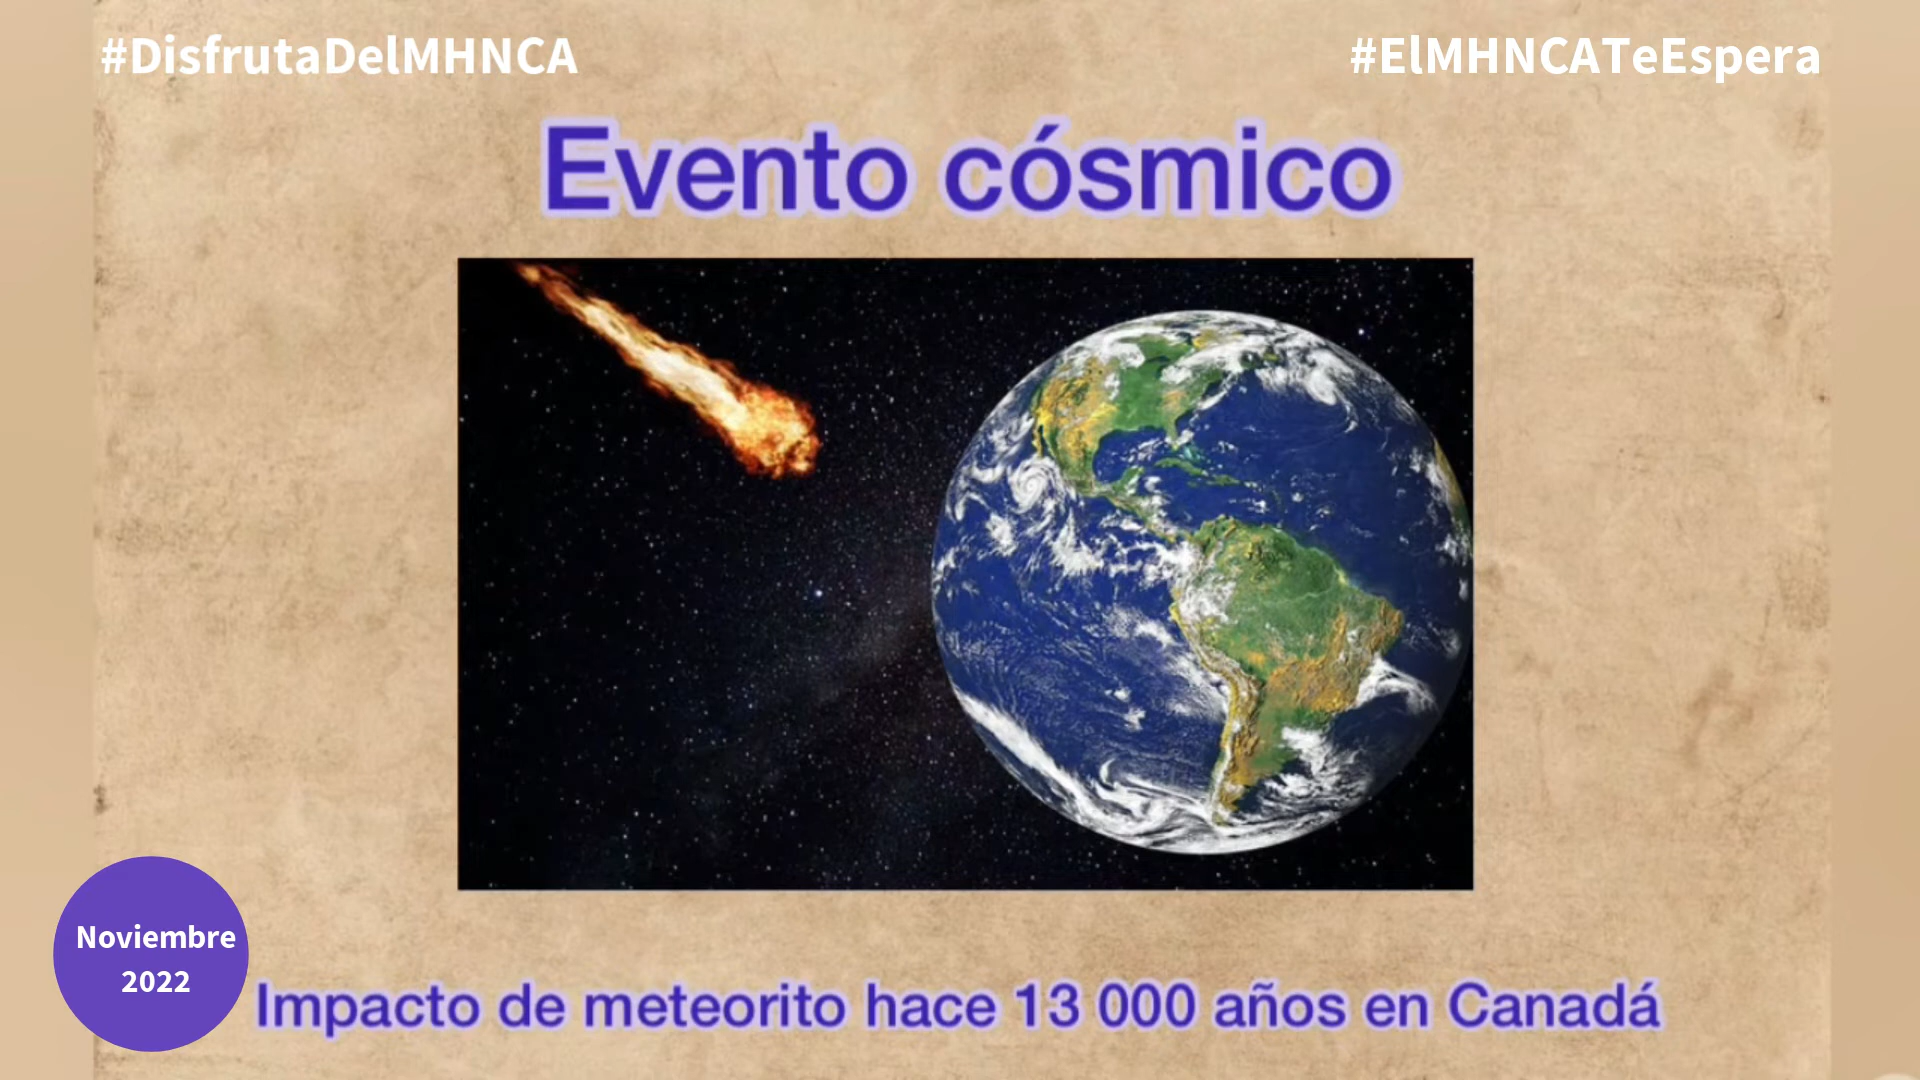 #DisfrutaDelMHNCA
#ElMHNCATeEspera
Evento cósmico
Noviembre
2022
Impacto de meteorito hace 13 000 años en Canadá